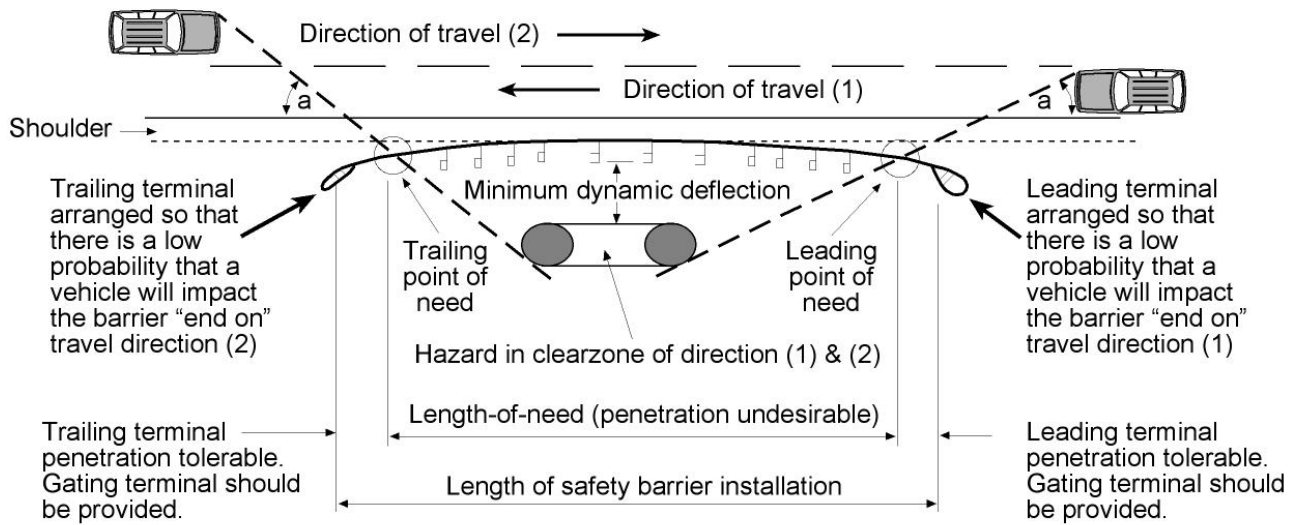 Direction of travel (2)
Direction of travel (1)
a
a
Shoulder
Minimum dynamic deflection
Trailing terminal
arranged so that
there is a low
probability that a
vehicle will impact
the barrier “end on”
travel direction (2)
Trailing
point of
need
Leading
point of
need
Leading terminal
arranged so that
there is a low
probability that a
vehicle will impact
the barrier “end on”
travel direction (1)
Hazard in clearzone of direction (1) & (2)
Length-of-need (penetration undesirable)
Trailing terminal
penetration tolerable.
Gating terminal should
be provided.
Length of safety barrier installation
Leading terminal
penetration tolerable.
Gating terminal should
be provided.